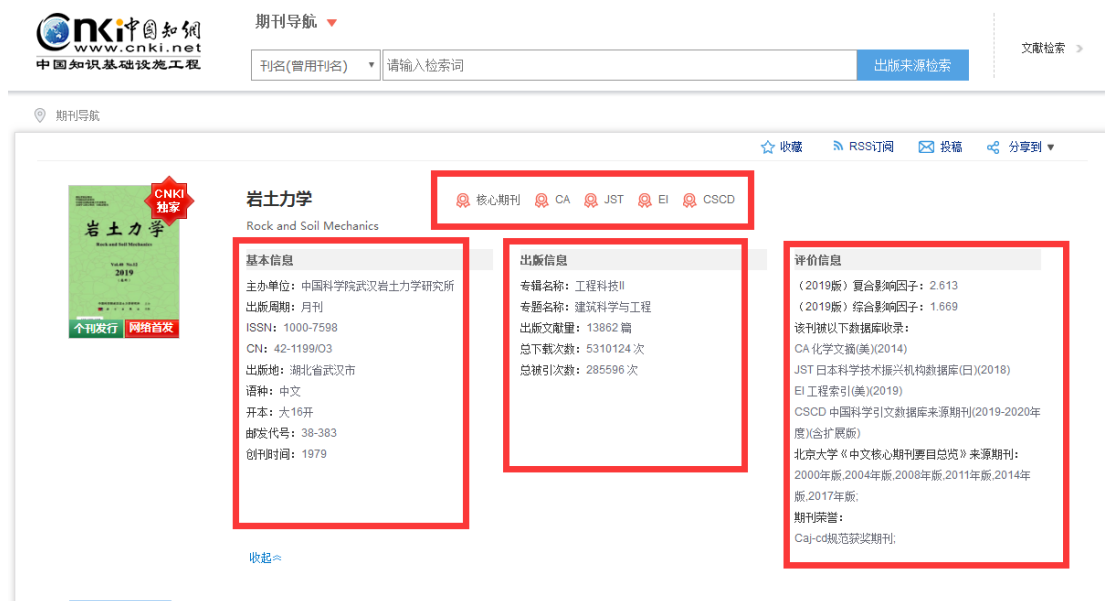 cnki中国知网
www.cnki.net
中国知识基础设施工程
期刊导航 ▼
刊名(曾用刊名) ▼
请输入检索词
出版来源检索
文献检索
期刊导航
收藏
RSS订阅
投稿
分享到 ▼
CNKI
独家
岩土力学
Rock and Soil Mechanics
2019
个刊发行
网络首发
岩土力学
Rock and Soil Mechanics
核心期刊
CA
JST
EI
CSCD
基本信息
主办单位：中国科学院武汉岩土力学研究所
出版周期：月刊
ISSN：1000-7598
CN：42-1199/O3
出版地：湖北省武汉市
语种：中文
开本：大16开
邮发代号：38-383
创刊时间：1979
出版信息
专辑名称：工程科技II
专题名称：建筑科学与工程
出版文献量：13862 篇
总下载次数：5310124 次
总被引次数：285596 次
评价信息
（2019版）复合影响因子：2.613
（2019版）综合影响因子：1.669
该刊被以下数据库收录：
CA 化学文摘(美)(2014)
JST 日本科学技术振兴机构数据库(日)(2018)
EI 工程索引(美)(2019)
CSCD 中国科学引文数据库来源期刊(2019-2020年
度)(含扩展版)
北京大学《中文核心期刊要目总览》来源期刊：
2000年版,2004年版,2008年版,2011年版,2014年
版,2017年版;
期刊荣誉：
Caj-cd规范获奖期刊;
收起